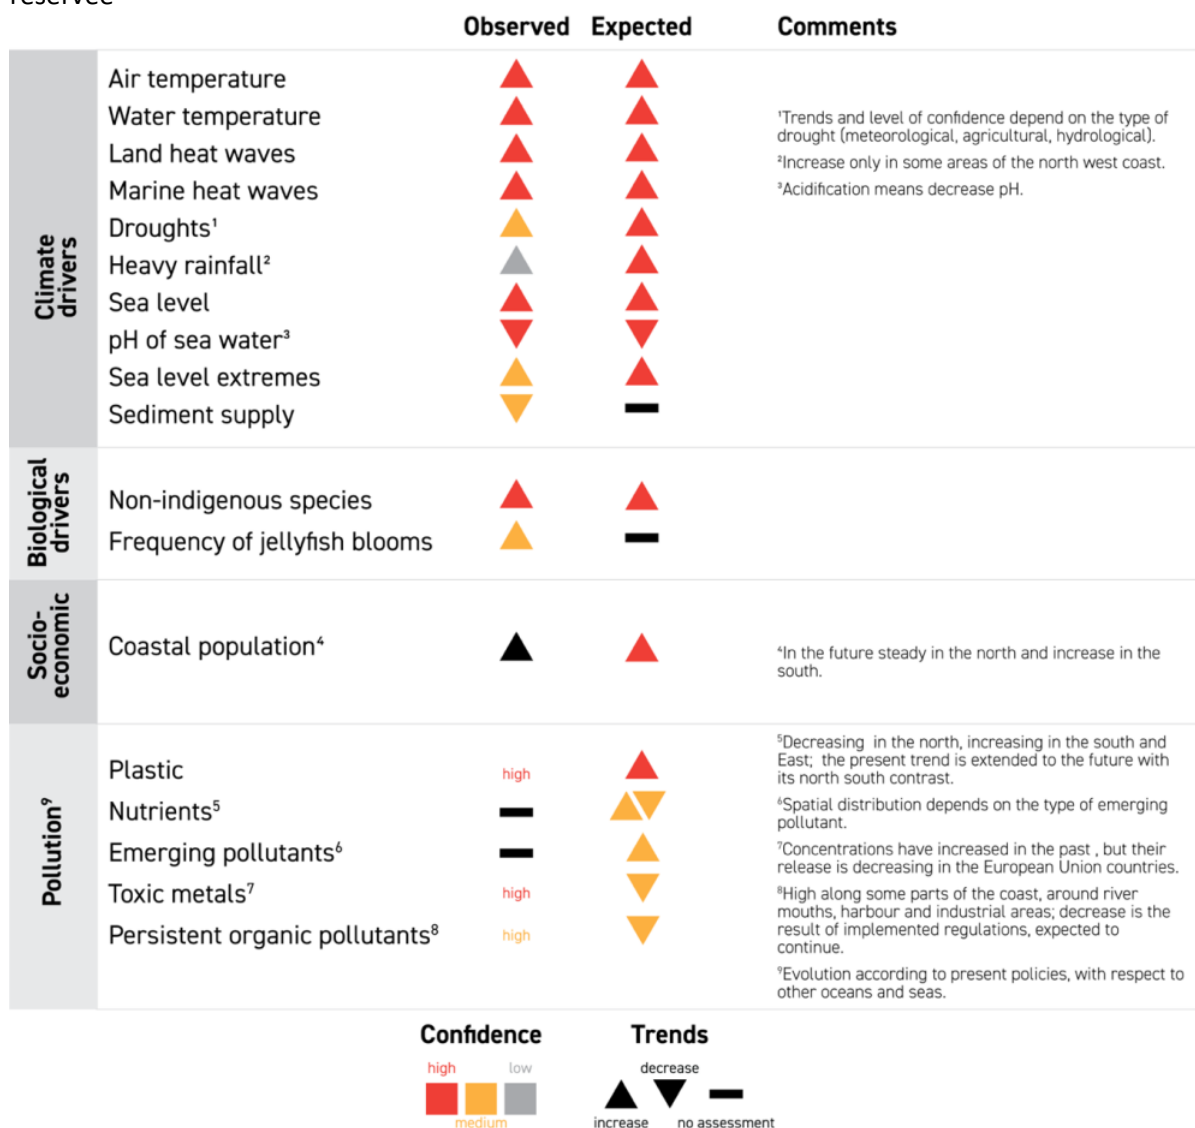 reservee
Observed Expected Comments
Climate drivers
Air temperature
Water temperature
Land heat waves
Marine heat waves
Droughts¹
Heavy rainfall²
Sea level
pH of sea water³
Sea level extremes
Sediment supply
¹Trends and level of confidence depend on the type of
drought (meteorological, agricultural, hydrological).
²Increase only in some areas of the north west coast.
³Acidification means decrease pH.
Biological
drivers
Non-indigenous species
Frequency of jellyfish blooms
Socio-
economic
Coastal population⁴
⁴In the future steady in the north and increase in the
south.
Pollution⁹
Plastic high
Nutrients⁵
Emerging pollutants⁶
Toxic metals⁷ high
Persistent organic pollutants⁸ high
⁵Decreasing in the north, increasing in the south and
East; the present trend is extended to the future with
its north south contrast.
⁶Spatial distribution depends on the type of emerging
pollutant.
⁷Concentrations have increased in the past , but their
release is decreasing in the European Union countries.
⁸High along some parts of the coast, around river
mouths, harbour and industrial areas; decrease is the
result of implemented regulations, expected to
continue.
⁹Evolution according to present policies, with respect to
other oceans and seas.
Confidence
high low
medium
Trends
decrease
increase no assessment